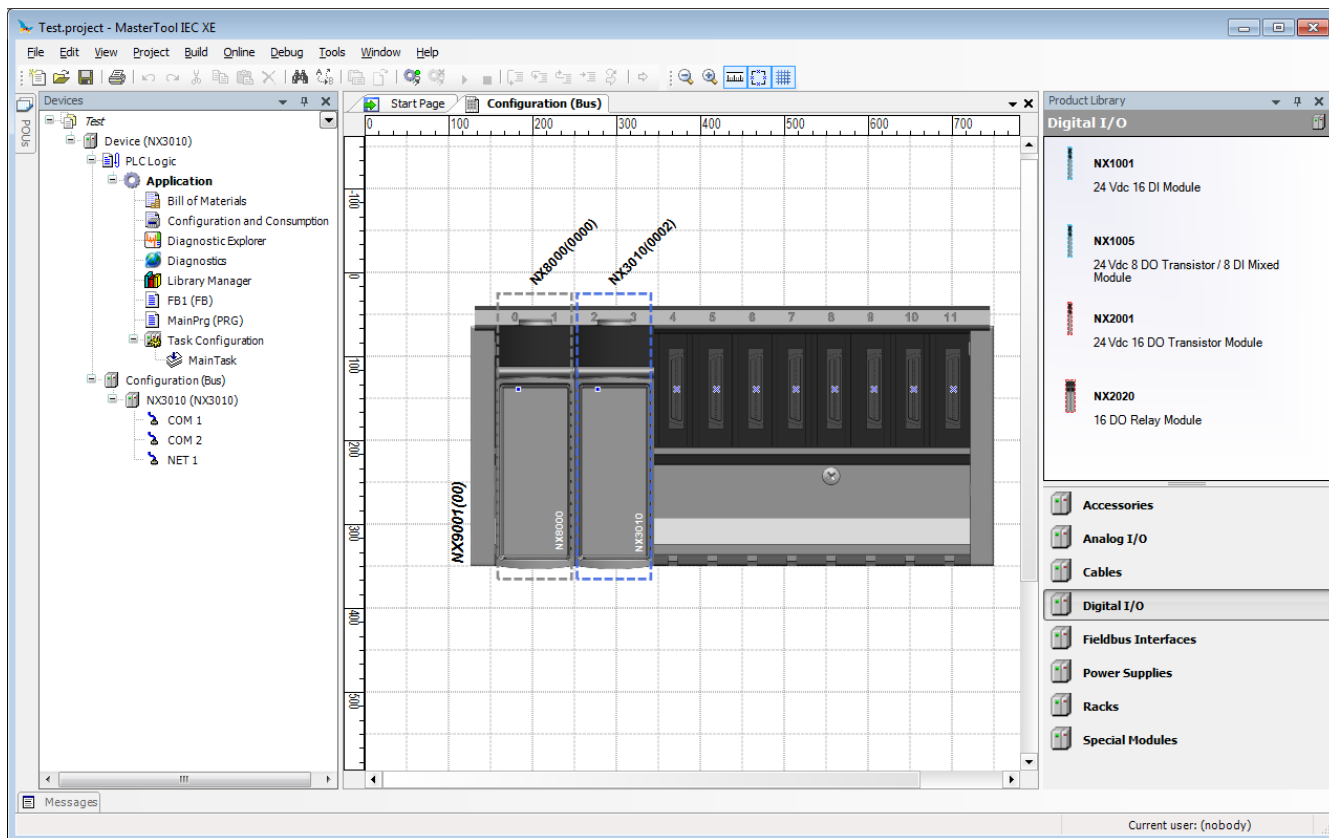 Test.project - MasterTool IEC XE
File Edit View Project Build Online Debug Tools Window Help
Devices
POUs
Test
Device (NX3010)
PLC Logic
Application
Bill of Materials
Configuration and Consumption
Diagnostic Explorer
Diagnostics
Library Manager
FB1 (FB)
MainPrg (PRG)
Task Configuration
MainTask
Configuration (Bus)
NX3010 (NX3010)
COM 1
COM 2
NET 1
Start Page
Configuration (Bus)
0 100 200 300 400 500 600 700
-100
0
100
200
300
400
500
NX8000(0000)
NX3010(0002)
0 1 2 3 4 5 6 7 8 9 10 11
NX9001(00)
NX8000
NX3010
Product Library
Digital I/O
NX1001
24 Vdc 16 DI Module
NX1005
24 Vdc 8 DO Transistor / 8 DI Mixed
Module
NX2001
24 Vdc 16 DO Transistor Module
NX2020
16 DO Relay Module
Accessories
Analog I/O
Cables
Digital I/O
Fieldbus Interfaces
Power Supplies
Racks
Special Modules
Messages
Current user: (nobody)